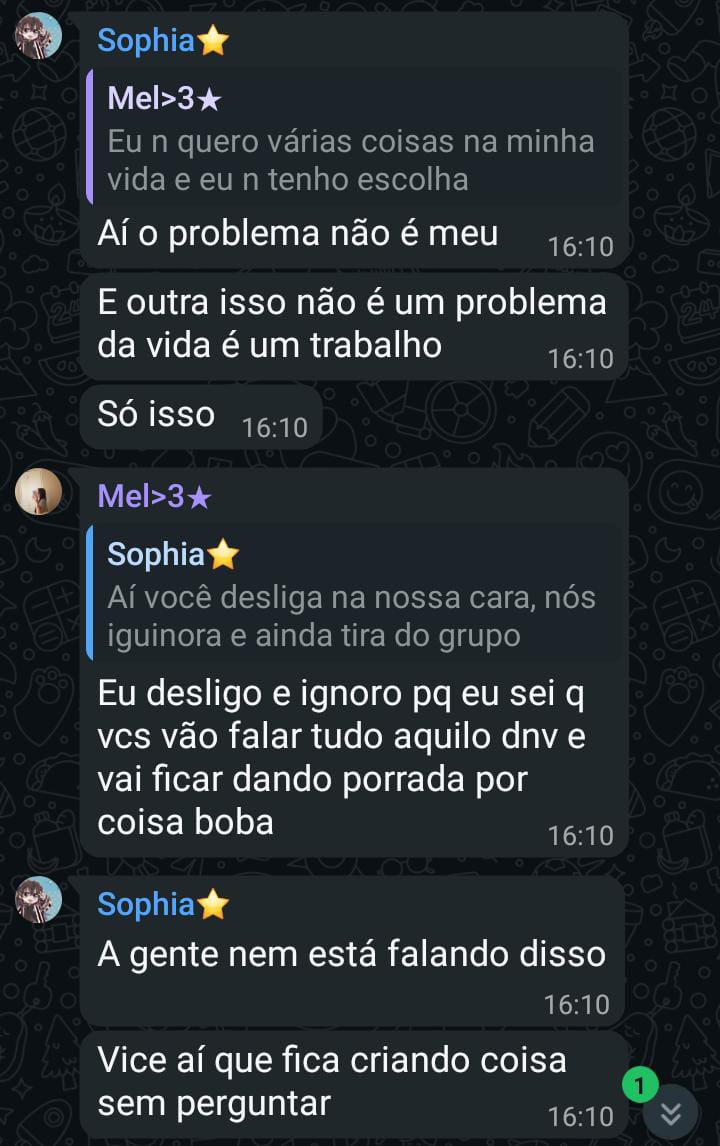 Sophia⭐
Mel>3★
Eu n quero várias coisas na minha
vida e eu n tenho escolha
Aí o problema não é meu
16:10
E outra isso não é um problema
da vida é um trabalho
16:10
Só isso
16:10
Mel>3★
Sophia⭐
Aí você desliga na nossa cara, nós
iguinora e ainda tira do grupo
Eu desligo e ignoro pq eu sei q
vcs vão falar tudo aquilo dnv e
vai ficar dando porrada por
coisa boba
16:10
Sophia⭐
A gente nem está falando disso
16:10
Vice aí que fica criando coisa
sem perguntar
16:10
1